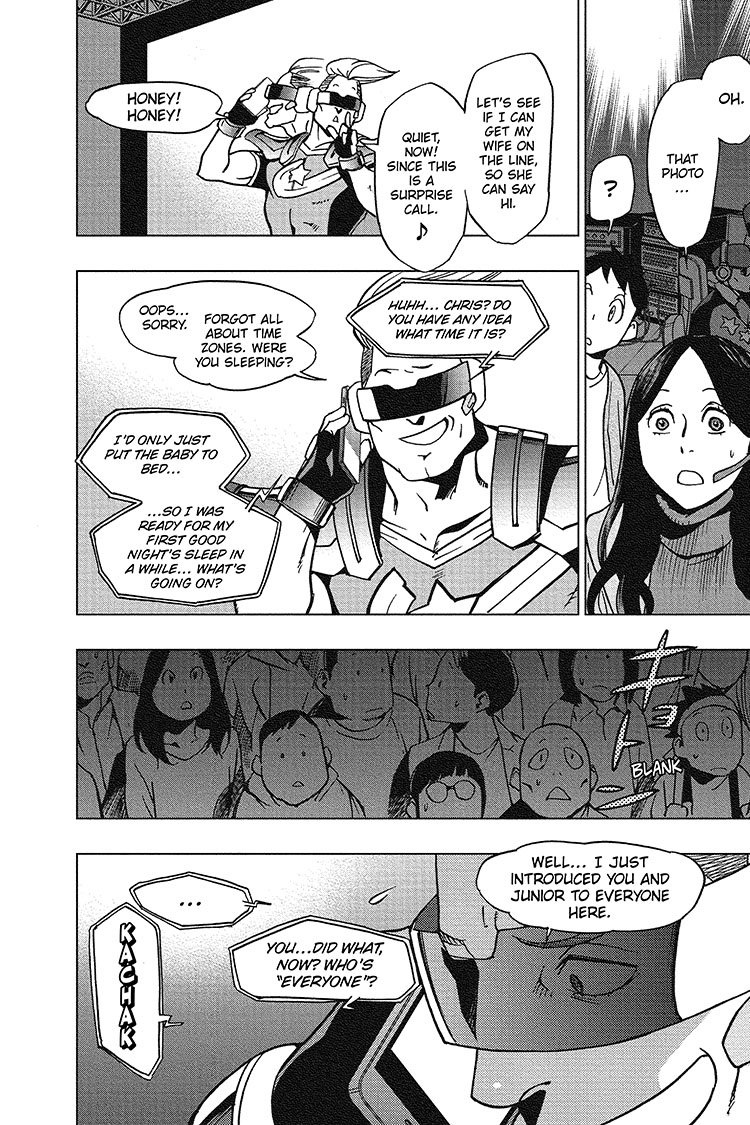 OH.
THAT
PHOTO
...
?
LET'S SEE
IF I CAN
GET MY
WIFE ON
THE LINE,
SO SHE
CAN SAY
HI.
QUIET,
NOW!
SINCE THIS
IS A
SURPRISE
CALL.
♪
HONEY!
HONEY!
HUHH... CHRIS? DO
YOU HAVE ANY IDEA
WHAT TIME IT IS?
OOPS...
SORRY.
FORGOT ALL
ABOUT TIME
ZONES. WERE
YOU SLEEPING?
I'D ONLY JUST
PUT THE BABY TO
BED...
...SO I WAS
READY FOR MY
FIRST GOOD
NIGHT'S SLEEP IN
A WHILE... WHAT'S
GOING ON?
BLANK
WELL... I JUST
INTRODUCED YOU AND
JUNIOR TO EVERYONE
HERE.
YOU...DID WHAT,
NOW? WHO'S
"EVERYONE"?
...
KACHAK